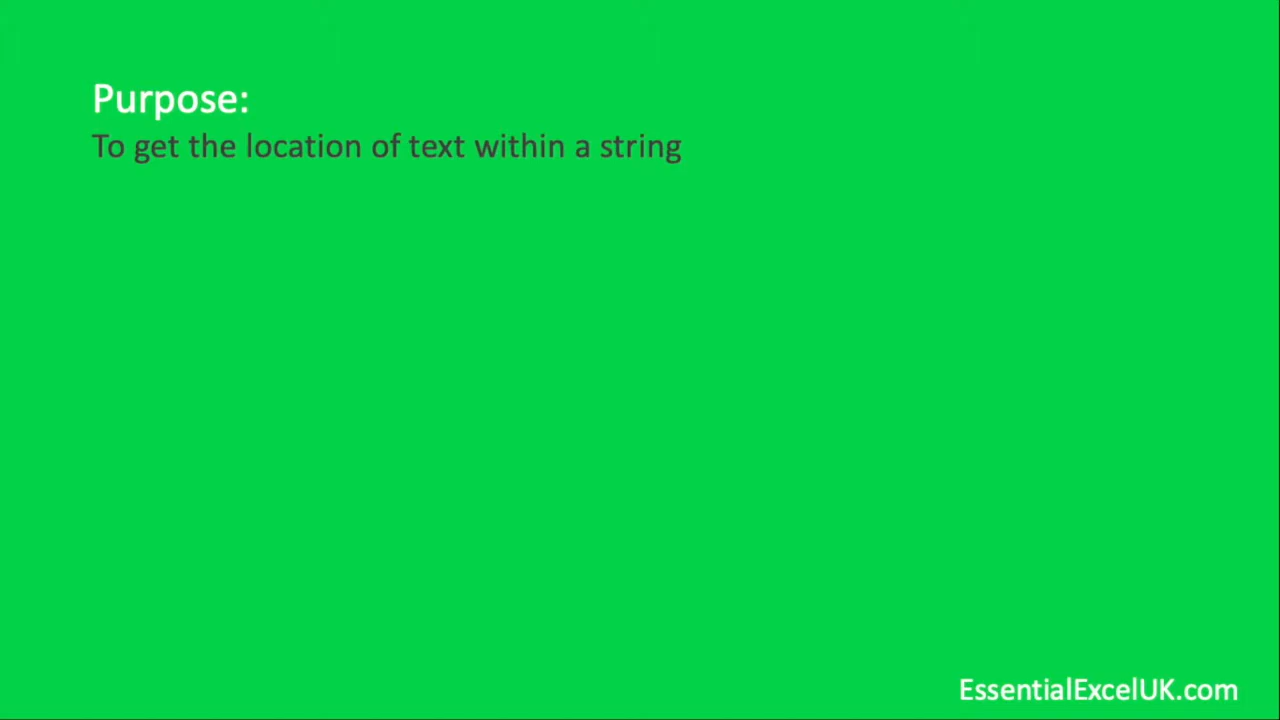 Purpose:
To get the location of text within a string
EssentialExcelUK.com